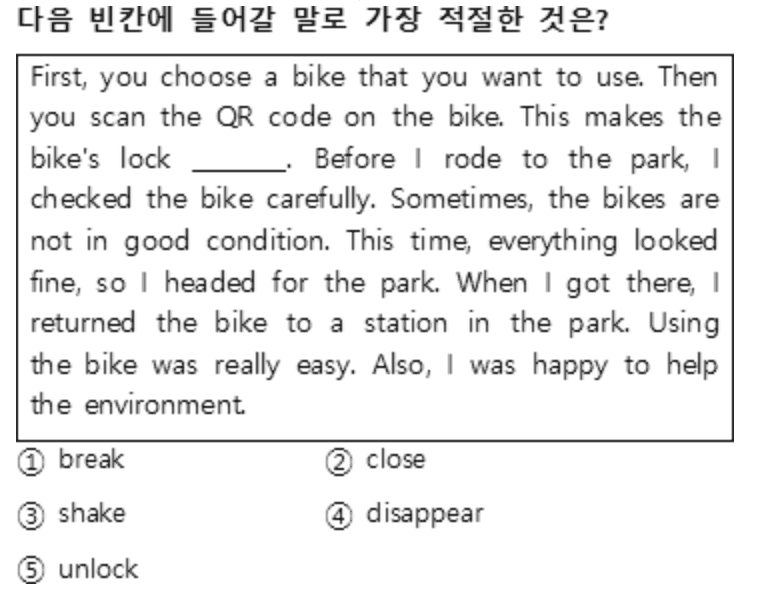 다음 빈칸에 들어갈 말로 가장 적절한 것은?
First, you choose a bike that you want to use. Then
you scan the QR code on the bike. This makes the
bike's lock ______. Before I rode to the park, I
checked the bike carefully. Sometimes, the bikes are
not in good condition. This time, everything looked
fine, so I headed for the park. When I got there, I
returned the bike to a station in the park. Using
the bike was really easy. Also, I was happy to help
the environment.
① break
② close
③ shake
④ disappear
⑤ unlock